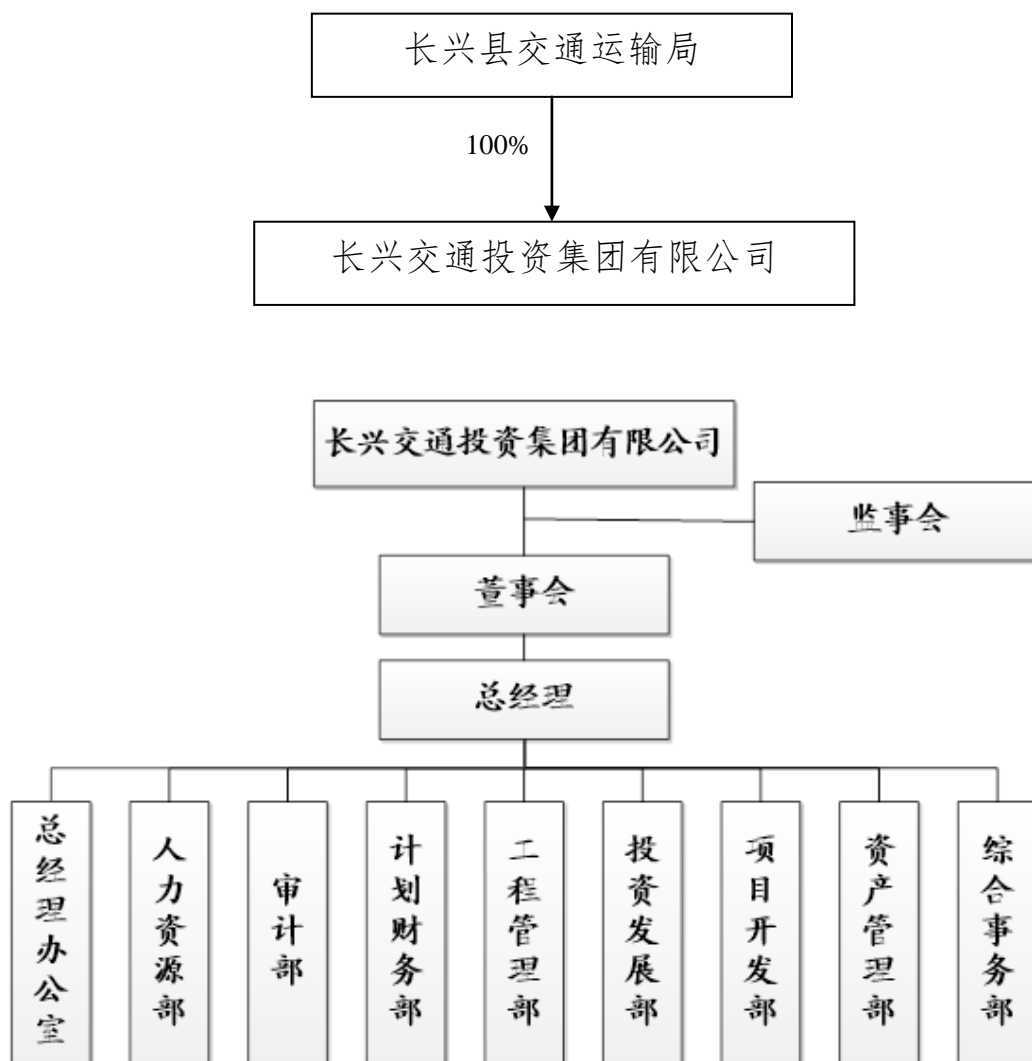 长兴县交通运输局
100%
长兴交通投资集团有限公司
长兴交通投资集团有限公司
监事会
董事会
总经理
总经理办公室
人力资源部
审计部
计划财务部
工程管理部
投资发展部
项目开发部
资产管理部
综合事务部